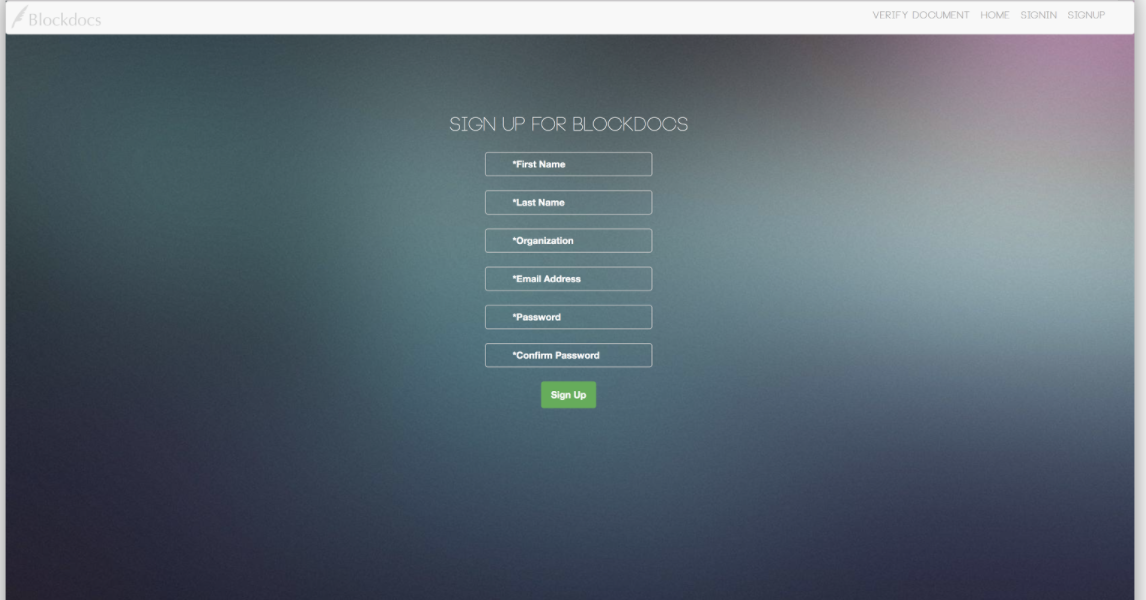 Blockdocs
VERIFY DOCUMENT HOME SIGNIN SIGNUP
SIGN UP FOR BLOCKDOCS
*First Name
*Last Name
*Organization
*Email Address
*Password
*Confirm Password
Sign Up